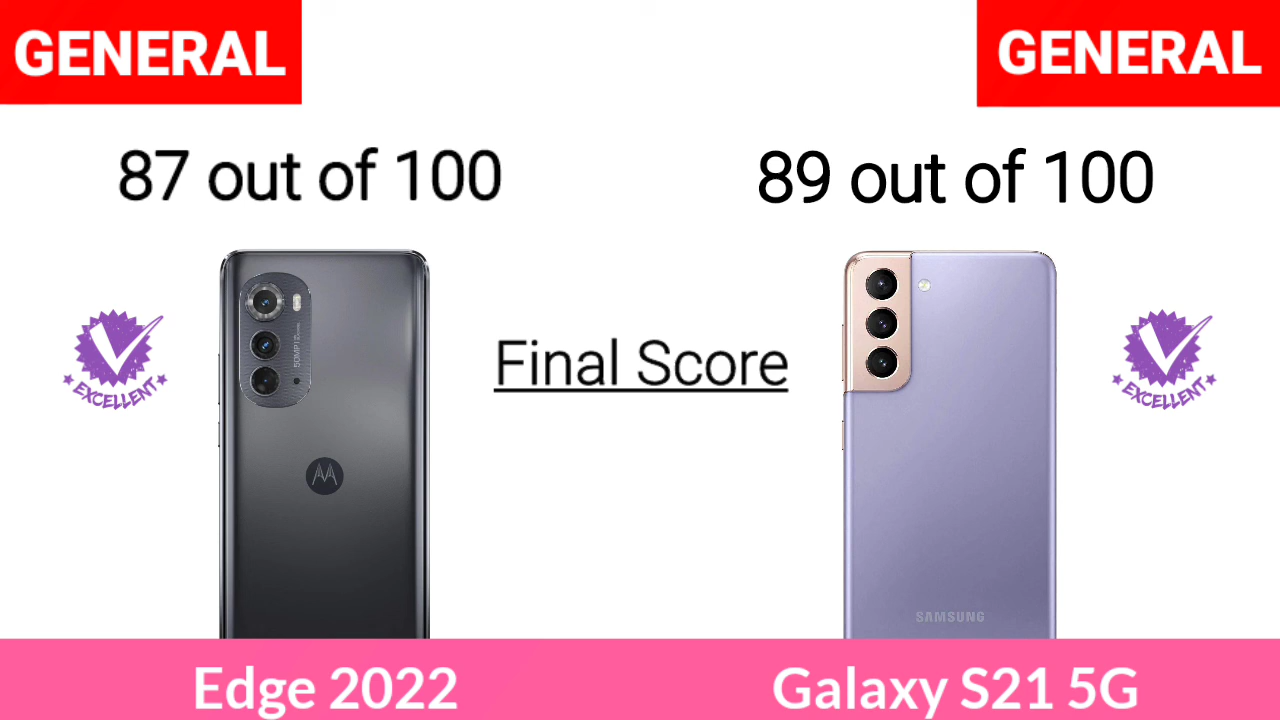 GENERAL
GENERAL
87 out of 100
89 out of 100
50MP
EXCELLENT
Final Score
EXCELLENT
SAMSUNG
Edge 2022
Galaxy S21 5G